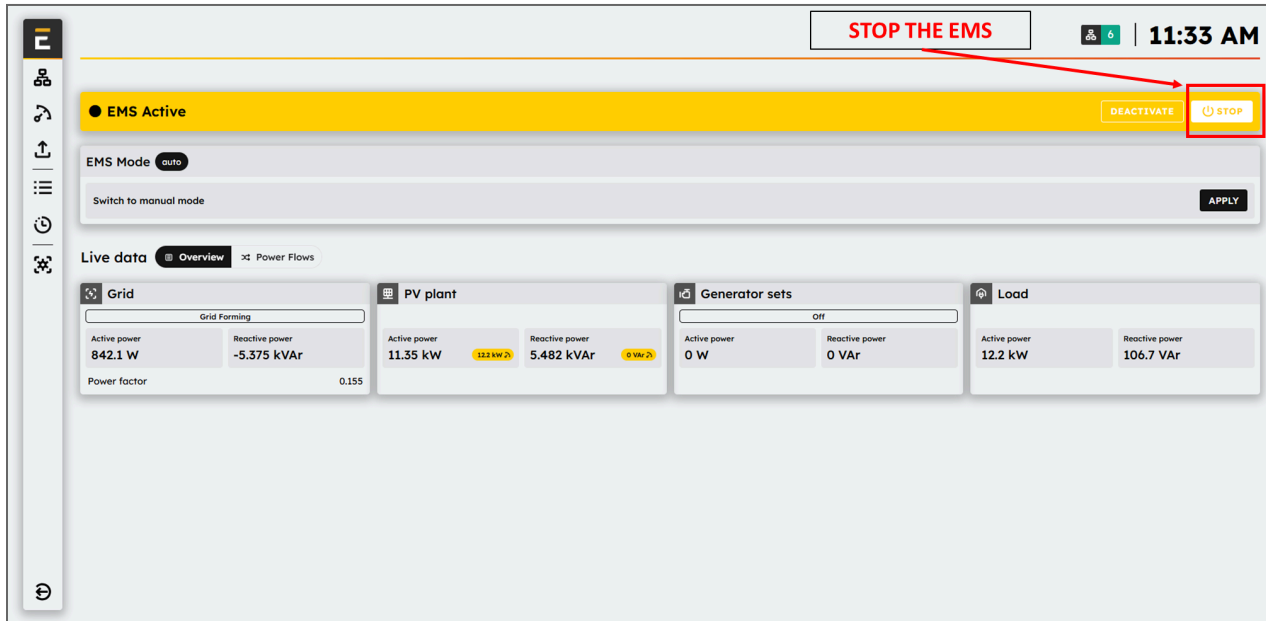 STOP THE EMS
6 11:33 AM
EMS Active DEACTIVATE STOP
EMS Mode auto
Switch to manual mode APPLY
Live data Overview Power Flows
Grid PV plant Generator sets Load
Grid Forming Off
Active power Reactive power Active power Reactive power Active power Reactive power Active power Reactive power
842.1 W -5.375 kVAr 11.35 kW 12.2 kW 5.482 kVAr 0 VAr 0 W 0 VAr 12.2 kW 106.7 VAr
Power factor 0.155